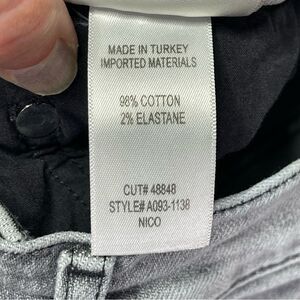 MADE IN TURKEY
IMPORTED MATERIALS
98% COTTON
2% ELASTANE
CUT# 48848
STYLE# A093-1138
NICO